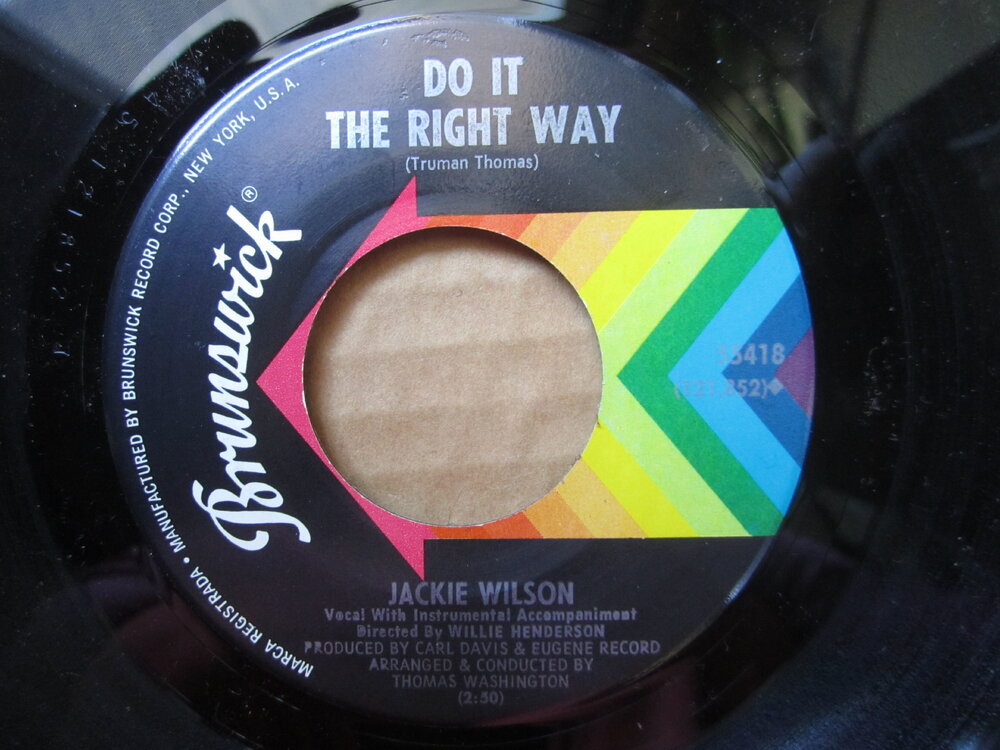 DO IT
THE RIGHT WAY
(Truman Thomas)
Brunswick ®
MARCA REGISTRADA • MANUFACTURED BY BRUNSWICK RECORD CORP., NEW YORK, U.S.A.
55418
(121,852)◆
JACKIE WILSON
Vocal With Instrumental Accompaniment
Directed By WILLIE HENDERSON
PRODUCED BY CARL DAVIS & EUGENE RECORD
ARRANGED & CONDUCTED BY
THOMAS WASHINGTON
(2:50)